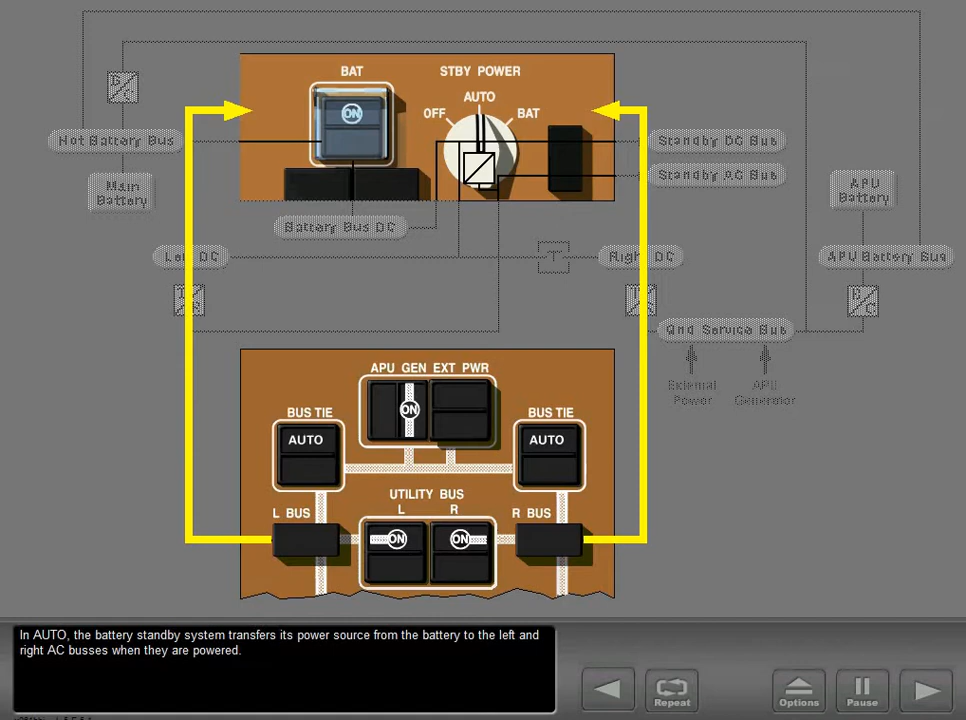 BAT
STBY POWER
AUTO
OFF
BAT
ON
Hot Battery Bus
Standby DC Bus
Standby AC Bus
Main
Battery
APU
Battery
Battery Bus DC
Left DC
T
Right DC
APU Battery Bus
Gnd Service Bus
External
Power
APU
Generator
APU GEN EXT PWR
ON
BUS TIE
BUS TIE
AUTO
AUTO
UTILITY BUS
L R
L BUS
R BUS
ON
ON
In AUTO, the battery standby system transfers its power source from the battery to the left and
right AC busses when they are powered.
Repeat
Options
Pause